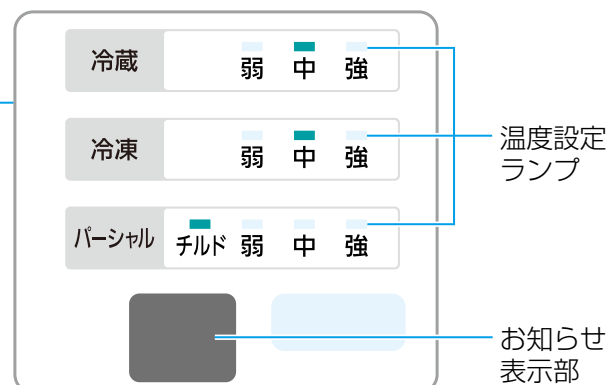 冷蔵 弱 中 強
冷凍 弱 中 強
温度設定
ランプ
パーシャル チルド 弱 中 強
お知らせ
表示部